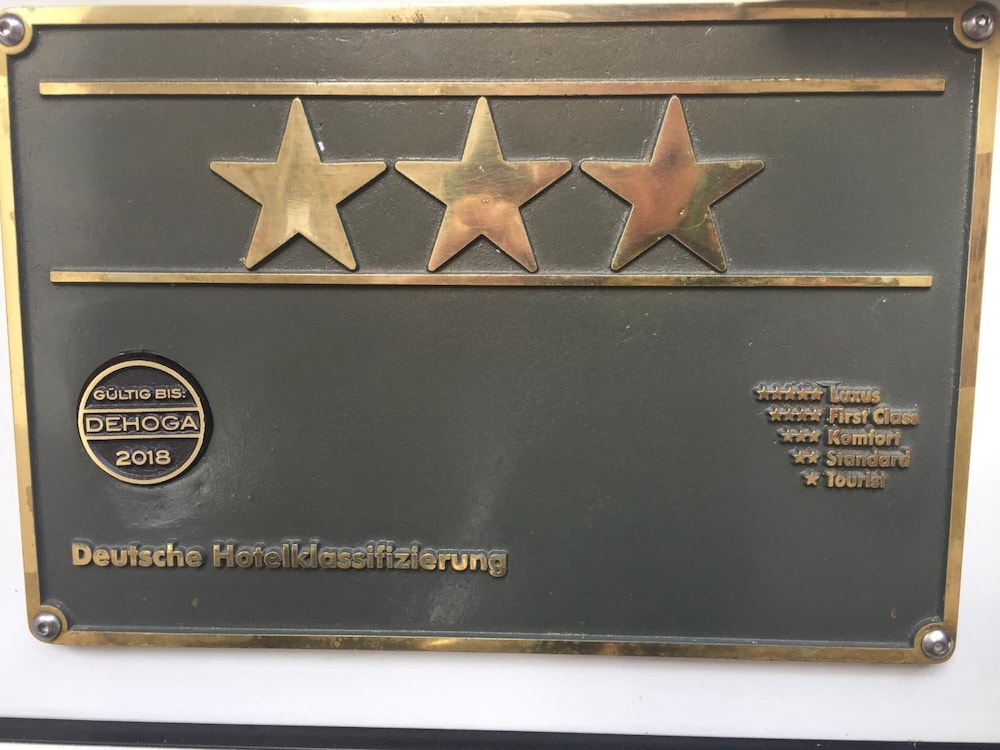 GÜLTIG BIS:
DEHOGA
2018
★★★★★ Luxus
★★★★ First Class
★★★ Komfort
★★ Standard
★ Tourist
Deutsche Hotelklassifizierung